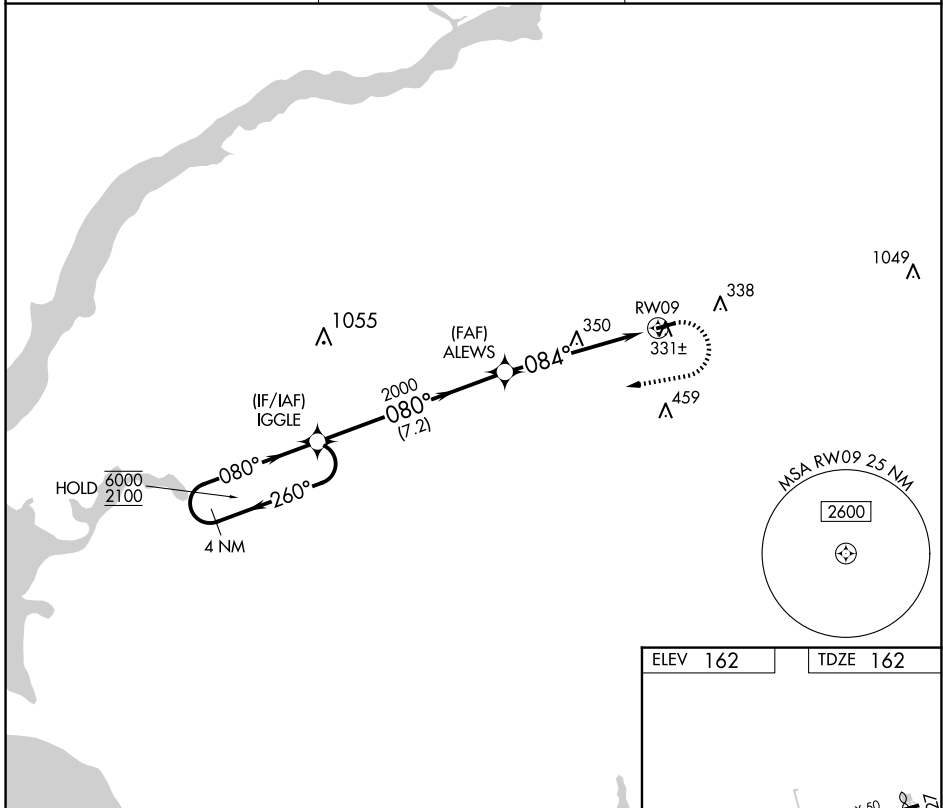 1049
338
RW09
1055
350
(FAF)
ALEWS
084°
331±
2000
080°
(7.2)
(IF/IAF)
IGGLE
459
080°
HOLD 6000
2100
260°
4 NM
MSA RW09 25 NM
2600
ELEV 162
TDZE 162